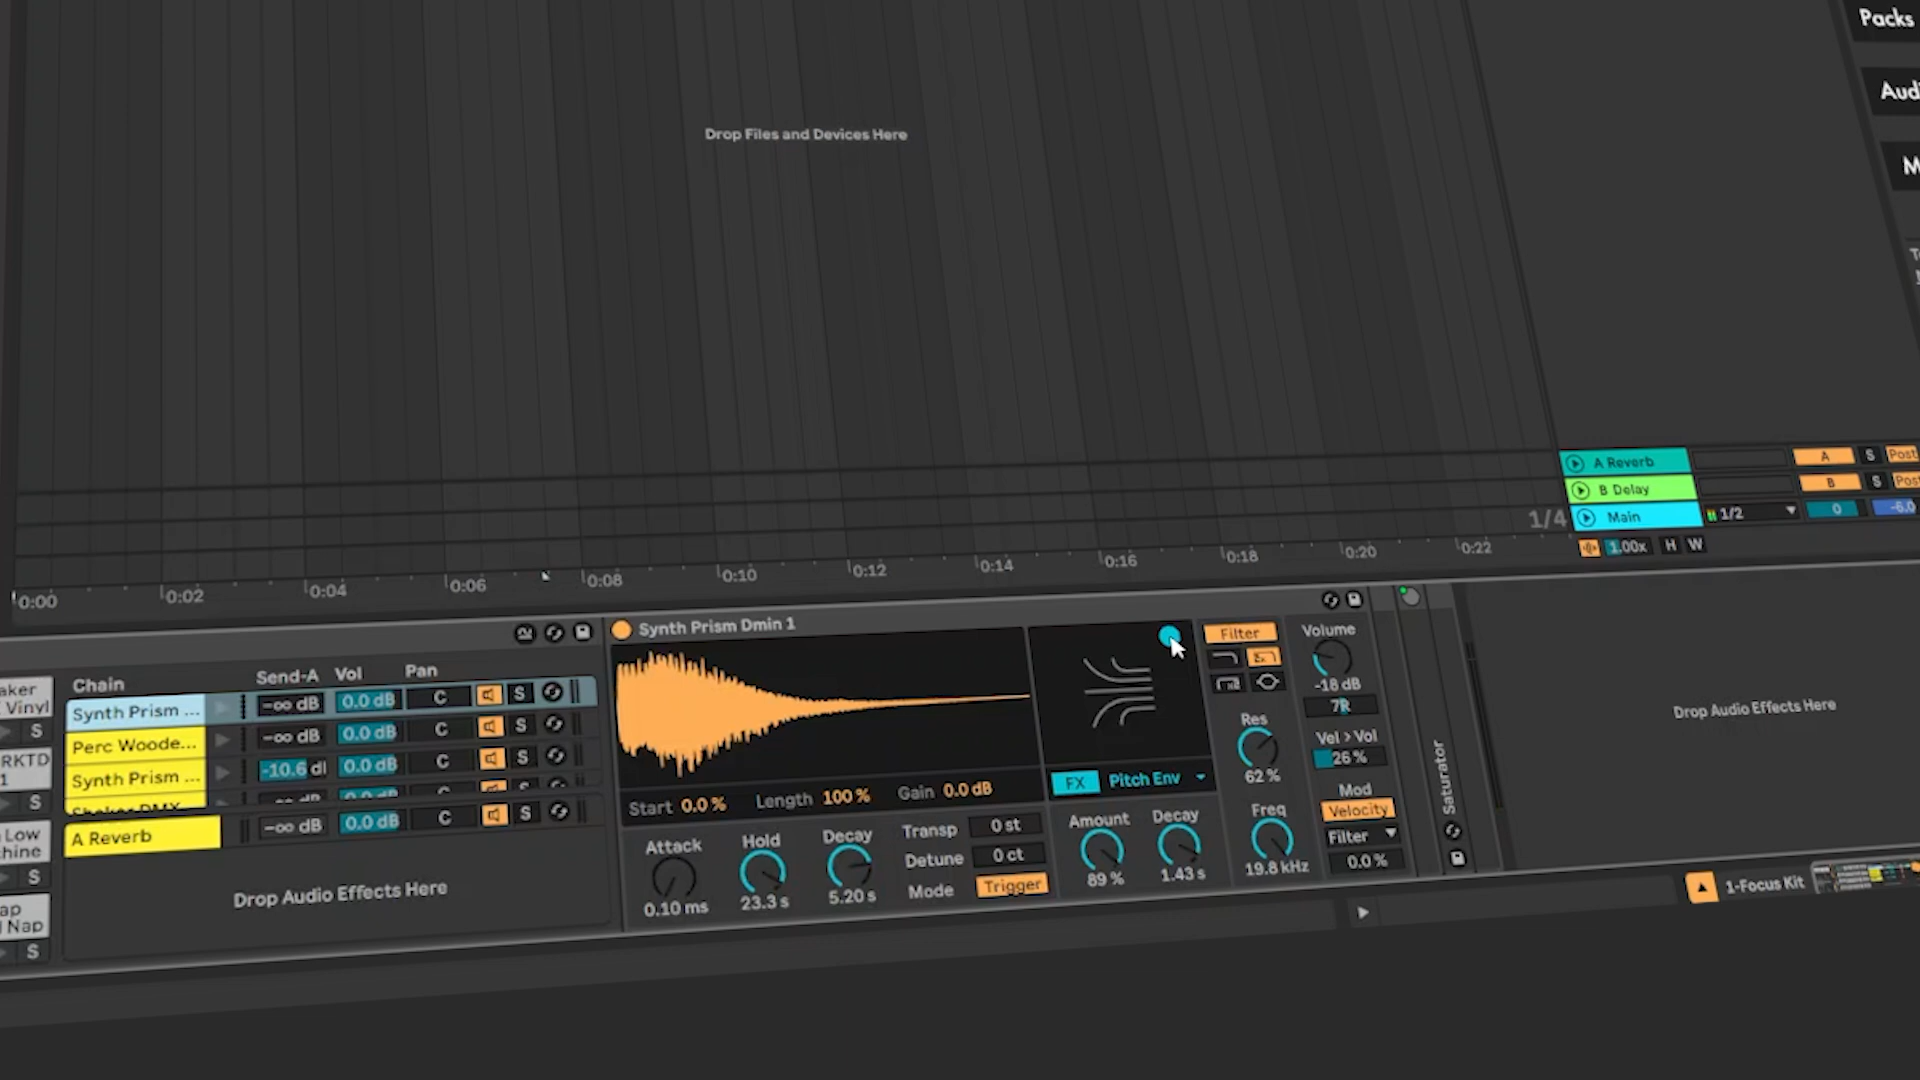 Packs
Drop Files and Devices Here
A Reverb
A
S
Post
B Delay
B
S
Post
1/4
Main
1/2
0
-6.0
1.00x
H
W
0:00
0:02
0:04
0:06
0:08
0:10
0:12
0:14
0:16
0:18
0:20
0:22
Vinyl
S
S
Low
S
Nap
S
Chain
Send-A
Vol
Pan
Synth Prism ...
-∞ dB
0.0 dB
C
S
Perc Woode...
-∞ dB
0.0 dB
C
S
Synth Prism ...
-10.6 dB
0.0 dB
C
S
Shaker DMX
A Reverb
-∞ dB
0.0 dB
C
S
Drop Audio Effects Here
Synth Prism Dmin 1
Start 0.0 %
Length 100 %
Gain 0.0 dB
Attack
0.10 ms
Hold
23.3 s
Decay
5.20 s
Transp
0 st
Detune
0 ct
Mode
Trigger
FX
Pitch Env
Amount
89 %
Decay
1.43 s
Filter
Res
62 %
Freq
19.8 kHz
Volume
-18 dB
7R
Vel > Vol
26 %
Mod
Velocity
Filter
0.0 %
Saturator
Drop Audio Effects Here
1-Focus Kit